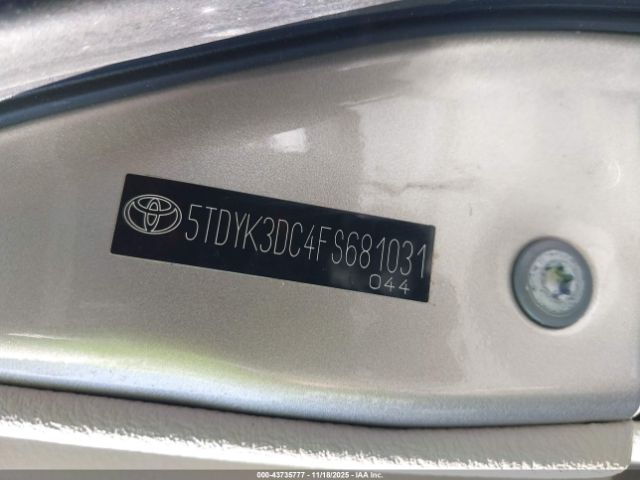 5TDYK3DC4FS681031
044
000-43735777 - 11/18/2025 - IAA Inc.